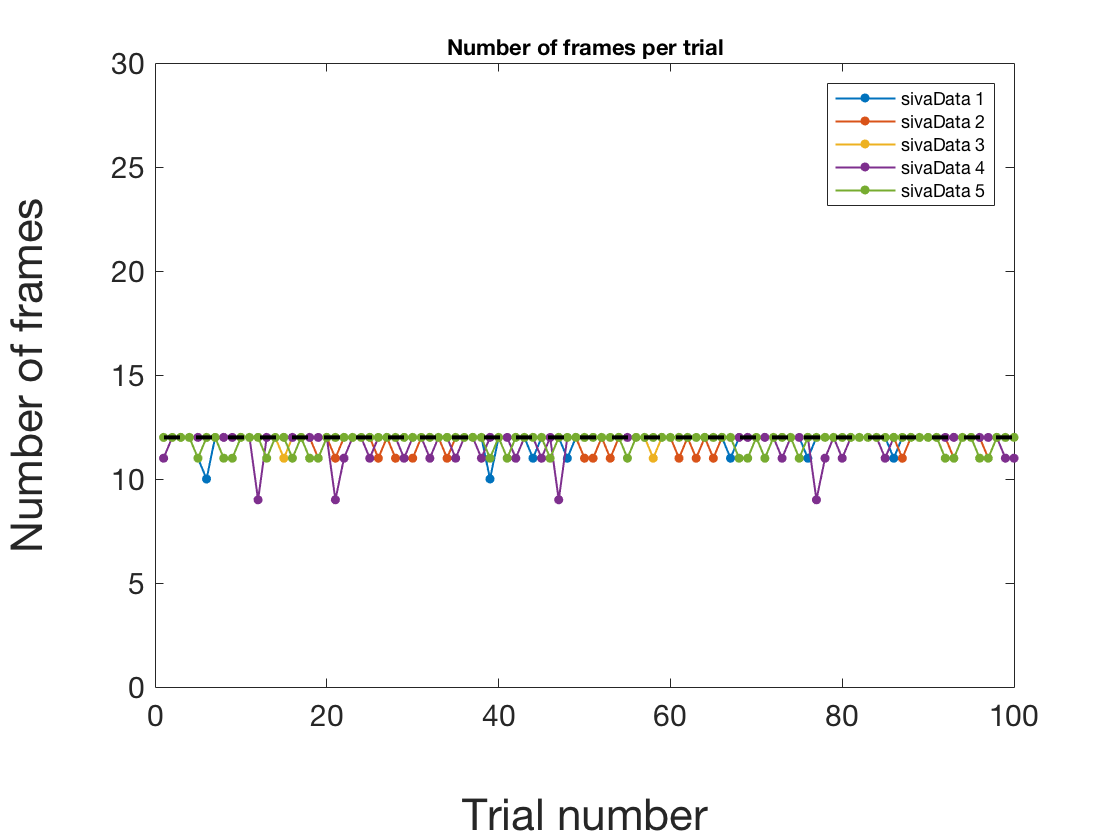 Number of frames per trial
30
25
20
15
10
5
0
Number of frames
sivaData 1
sivaData 2
sivaData 3
sivaData 4
sivaData 5
0 20 40 60 80 100
Trial number